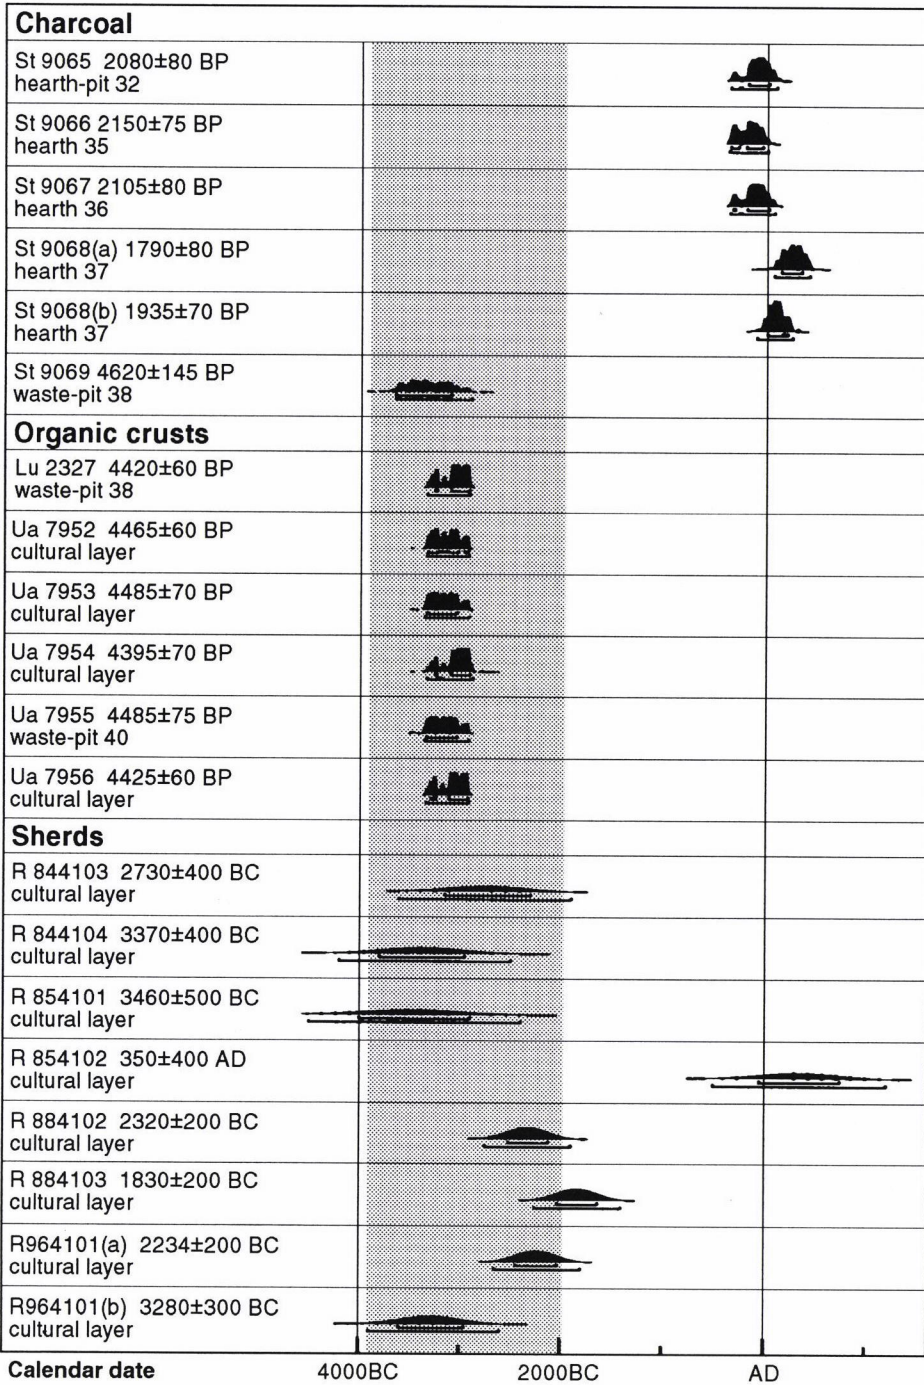 Charcoal
St 9065 2080±80 BP
hearth-pit 32
St 9066 2150±75 BP
hearth 35
St 9067 2105±80 BP
hearth 36
St 9068(a) 1790±80 BP
hearth 37
St 9068(b) 1935±70 BP
hearth 37
St 9069 4620±145 BP
waste-pit 38
Organic crusts
Lu 2327 4420±60 BP
waste-pit 38
Ua 7952 4465±60 BP
cultural layer
Ua 7953 4485±70 BP
cultural layer
Ua 7954 4395±70 BP
cultural layer
Ua 7955 4485±75 BP
waste-pit 40
Ua 7956 4425±60 BP
cultural layer
Sherds
R 844103 2730±400 BC
cultural layer
R 844104 3370±400 BC
cultural layer
R 854101 3460±500 BC
cultural layer
R 854102 350±400 AD
cultural layer
R 884102 2320±200 BC
cultural layer
R 884103 1830±200 BC
cultural layer
R964101(a) 2234±200 BC
cultural layer
R964101(b) 3280±300 BC
cultural layer
Calendar date 4000BC 2000BC AD